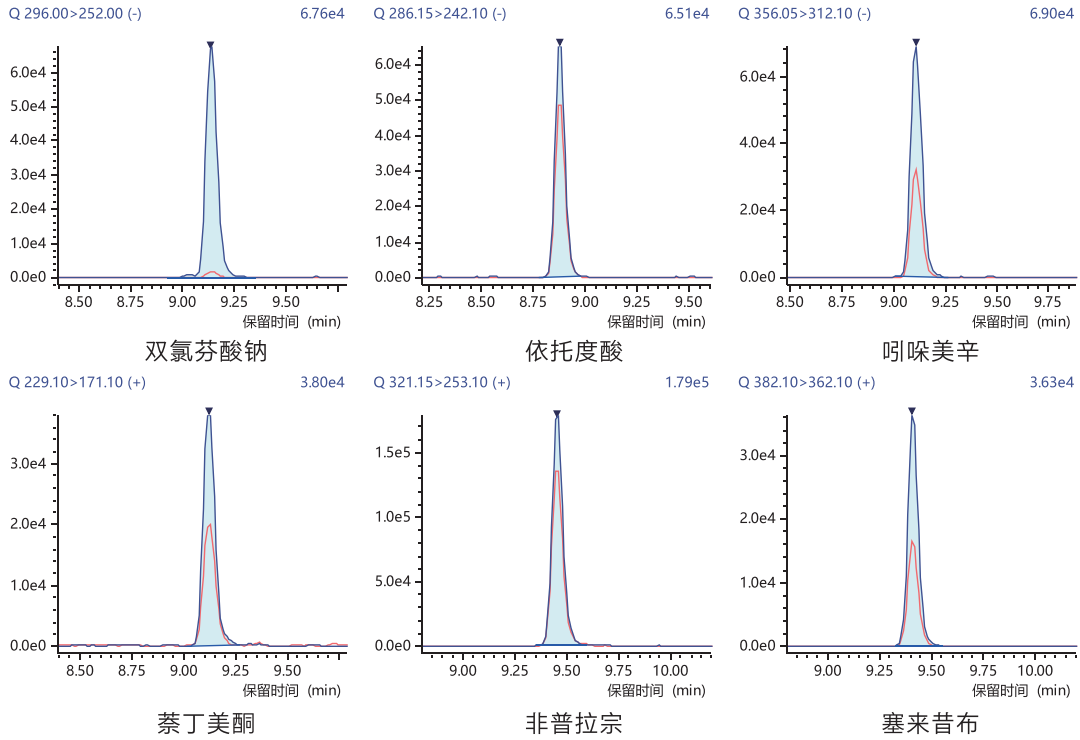 Q 296.00>252.00 (-) 6.76e4
6.0e4
5.0e4
4.0e4
3.0e4
2.0e4
1.0e4
0.0e0
8.50 8.75 9.00 9.25 9.50
保留时间 (min)
双氯芬酸钠
Q 286.15>242.10 (-) 6.51e4
6.0e4
5.0e4
4.0e4
3.0e4
2.0e4
1.0e4
0.0e0
8.25 8.50 8.75 9.00 9.25 9.50
保留时间 (min)
依托度酸
Q 356.05>312.10 (-) 6.90e4
6.0e4
4.0e4
2.0e4
0.0e0
8.50 8.75 9.00 9.25 9.50 9.75
保留时间 (min)
吲哚美辛
Q 229.10>171.10 (+) 3.80e4
3.0e4
2.0e4
1.0e4
0.0e0
8.50 8.75 9.00 9.25 9.50
保留时间 (min)
萘丁美酮
Q 321.15>253.10 (+) 1.79e5
1.5e5
1.0e5
5.0e4
0.0e0
9.00 9.25 9.50 9.75 10.00
保留时间 (min)
非普拉宗
Q 382.10>362.10 (+) 3.63e4
3.0e4
2.0e4
1.0e4
0.0e0
9.00 9.25 9.50 9.75 10.00
保留时间 (min)
塞来昔布